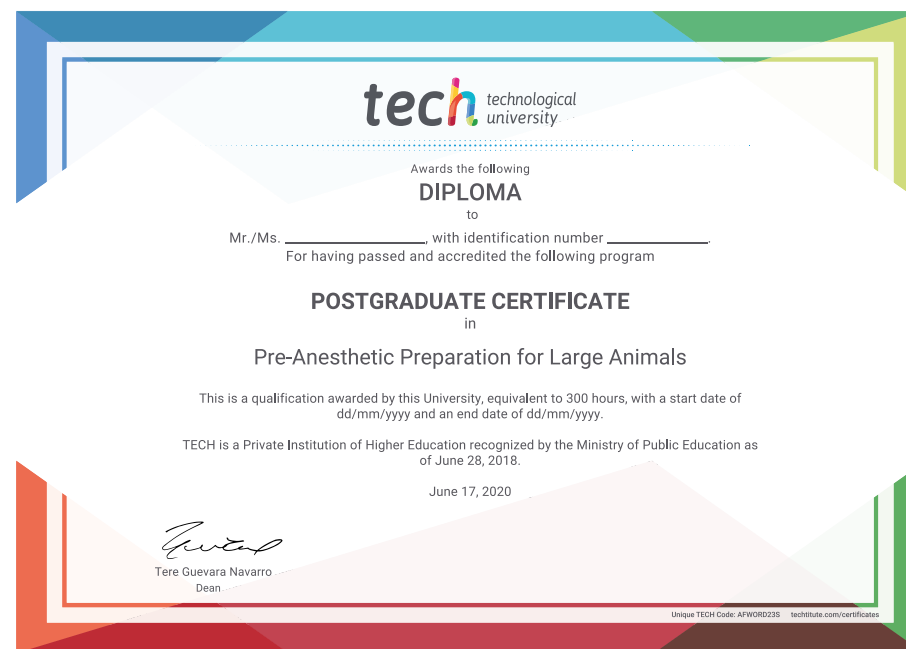 tech technological
university
Awards the following
DIPLOMA
to
Mr./Ms. ____________________, with identification number ______________.
For having passed and accredited the following program
POSTGRADUATE CERTIFICATE
in
Pre-Anesthetic Preparation for Large Animals
This is a qualification awarded by this University, equivalent to 300 hours, with a start date of
dd/mm/yyyy and an end date of dd/mm/yyyy.
TECH is a Private Institution of Higher Education recognized by the Ministry of Public Education as
of June 28, 2018.
June 17, 2020
Tere Guevara Navarro
Dean
Unique TECH Code: AFWORD23S techtitute.com/certificates